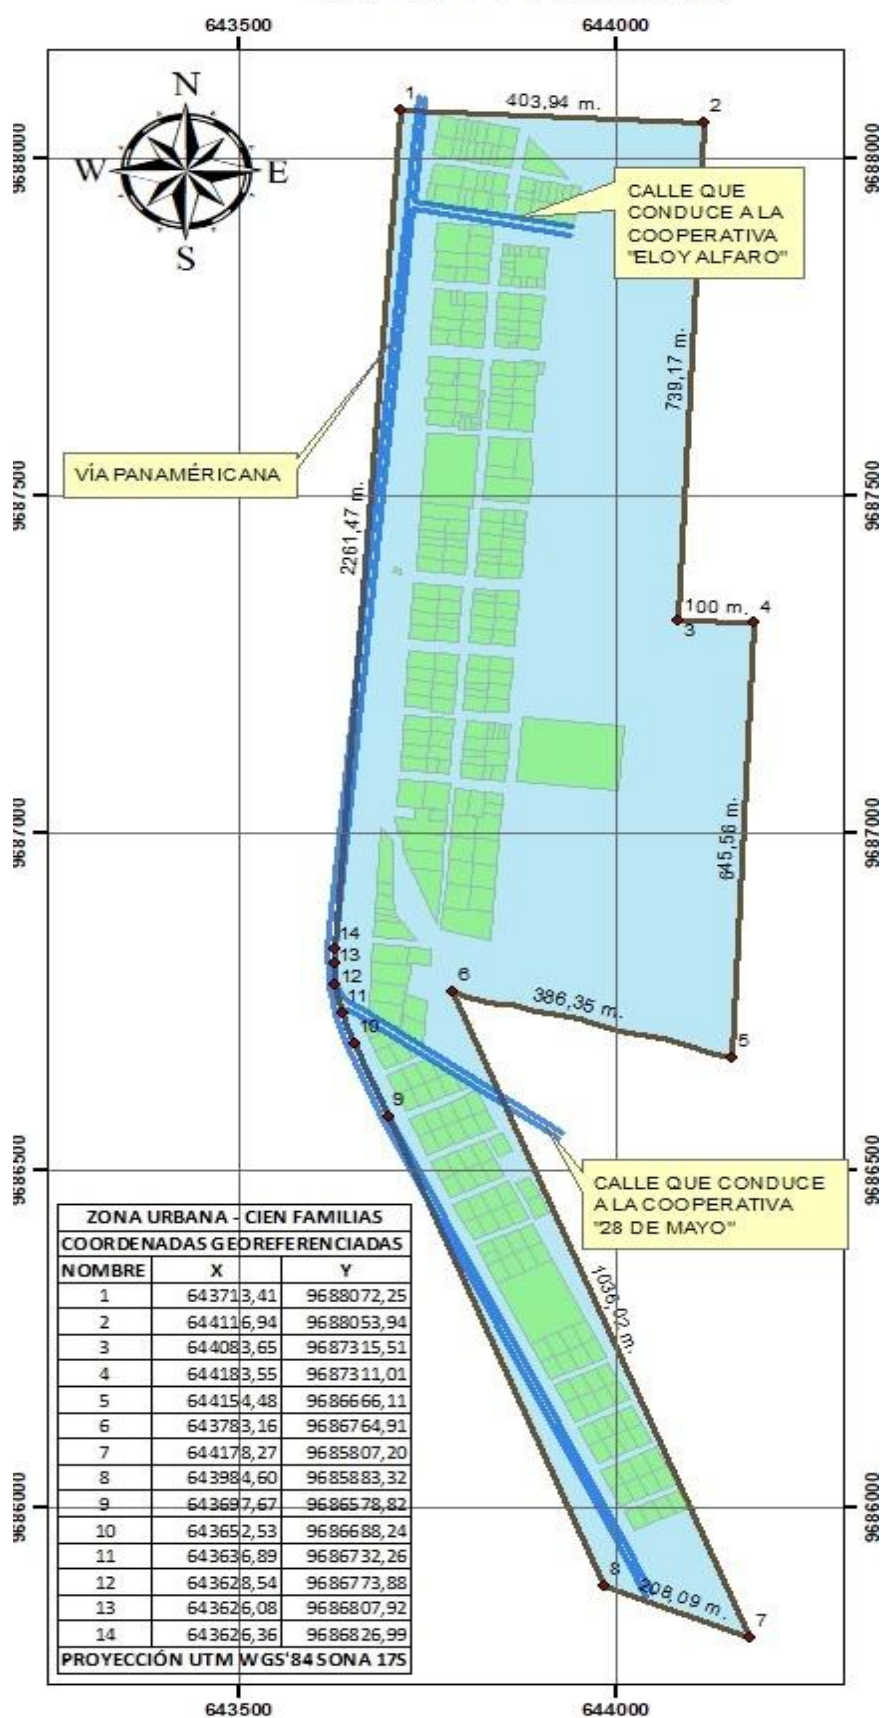 643500 644000
N
W E
S
1
403,94 m.
2
9688000 9688000
CALLE QUE
CONDUCE A LA
COOPERATIVA
"ELOY ALFARO"
739,17 m.
VÍA PANAMÉRICANA
9687500 9687500
2261,47 m.
100 m.
3
4
9687000 9687000
645,56 m.
14
13
12
11
10
9
6
386,35 m.
5
9686500 9686500
CALLE QUE CONDUCE
A LA COOPERATIVA
"28 DE MAYO"
1036,02 m.
ZONA URBANA - CIEN FAMILIAS
COORDENADAS GEOREFERENCIADAS
NOMBRE X Y
1 643713,41 9688072,25
2 644116,94 9688053,94
3 644083,65 9687315,51
4 644183,55 9687311,01
5 644154,48 9686666,11
6 643783,16 9686764,91
7 644178,27 9685807,20
8 643984,60 9685883,32
9 643697,67 9686578,82
10 643652,53 9686688,24
11 643636,89 9686732,26
12 643628,54 9686773,88
13 643626,08 9686807,92
14 643626,36 9686826,99
PROYECCIÓN UTM WGS'84 SONA 17S
9686000 9686000
8
208,09 m.
7
643500 644000